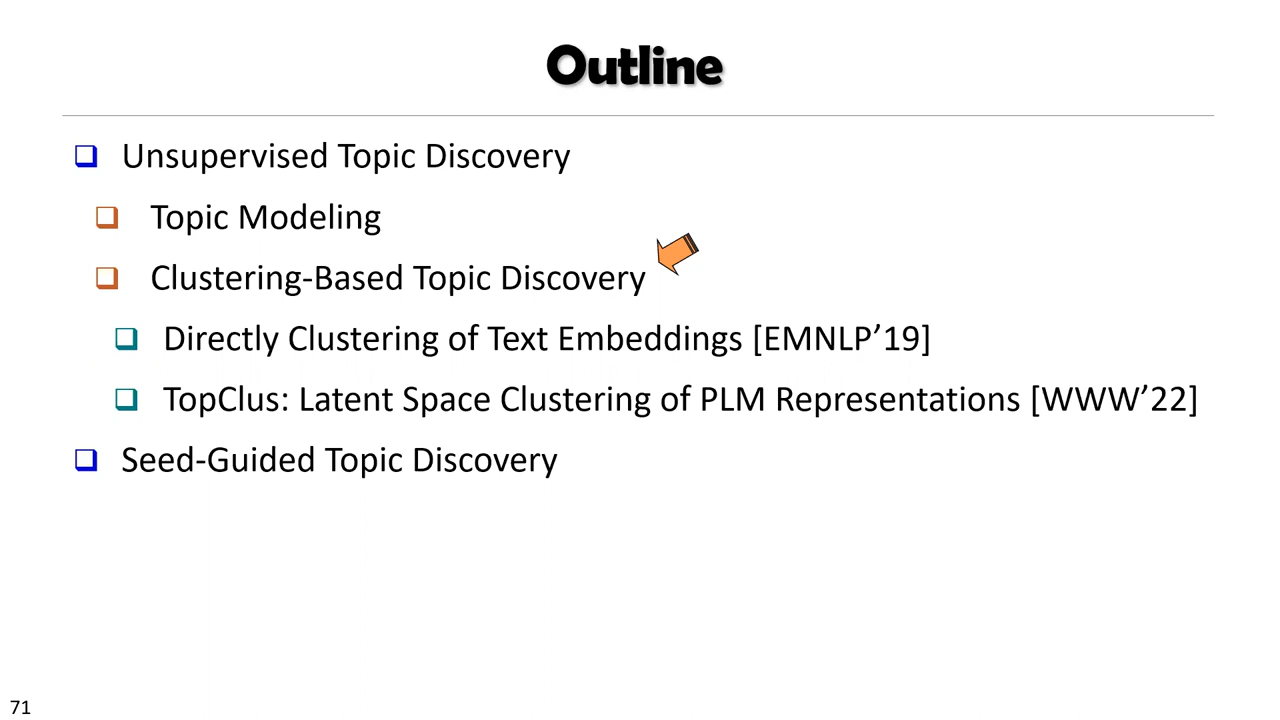 Outline
Unsupervised Topic Discovery
Topic Modeling
Clustering-Based Topic Discovery
Directly Clustering of Text Embeddings [EMNLP’19]
TopClus: Latent Space Clustering of PLM Representations [WWW’22]
Seed-Guided Topic Discovery
71